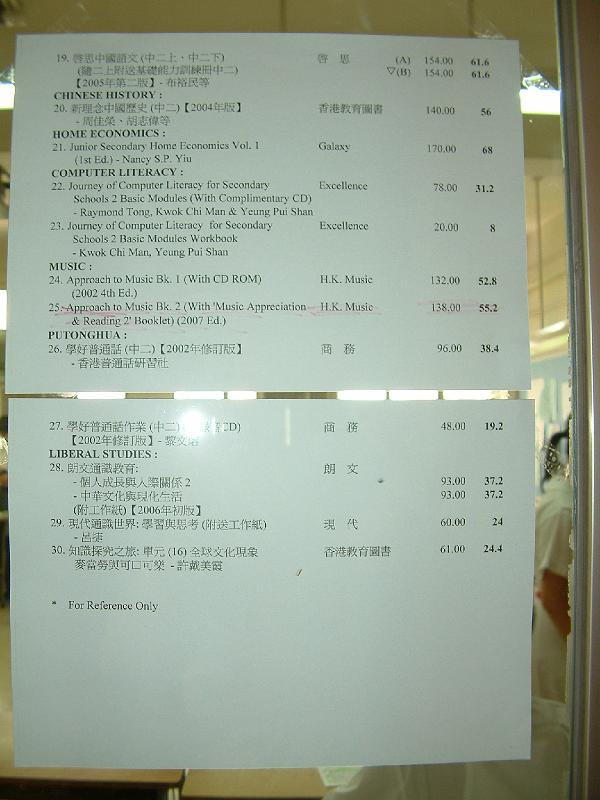 19. 啓思中國語文 (中二上、中二下) 啓 思 (A) 154.00 61.6
(隨二上附送基礎能力訓練冊中二) ▽(B) 154.00 61.6
【2005年第二版】 - 布裕民等
CHINESE HISTORY :
20. 新理念中國歷史 (中二)【2004年版】 香港教育圖書 140.00 56
- 周佳榮、胡志偉等
HOME ECONOMICS :
21. Junior Secondary Home Economics Vol. 1 Galaxy 170.00 68
(1st Ed.) - Nancy S.P. Yiu
COMPUTER LITERACY :
22. Journey of Computer Literacy for Secondary Excellence 78.00 31.2
Schools 2 Basic Modules (With Complimentary CD)
- Raymond Tong, Kwok Chi Man & Yeung Pui Shan
23. Journey of Computer Literacy for Secondary Excellence 20.00 8
Schools 2 Basic Modules Workbook
- Kwok Chi Man, Yeung Pui Shan
MUSIC :
24. Approach to Music Bk. 1 (With CD ROM) H.K. Music 132.00 52.8
(2002 4th Ed.)
25. Approach to Music Bk. 2 (With 'Music Appreciation H.K. Music 138.00 55.2
& Reading 2' Booklet) (2007 Ed.)
PUTONGHUA :
26. 學好普通話 (中二)【2002年修訂版】 商 務 96.00 38.4
- 香港普通話研習社
27. 學好普通話作業 (中二) CD) 商 務 48.00 19.2
【2002年修訂版】 - 黎文
LIBERAL STUDIES :
28. 朗文通識教育: 朗 文
- 個人成長與人際關係 2 93.00 37.2
- 中華文化與現化生活 93.00 37.2
(附工作紙)【2006年初版】
29. 現代通識世界: 學習與思考 (附送工作紙) 現 代 60.00 24
- 呂
30. 知識探究之旅: 單元 (16) 全球文化現象 香港教育圖書 61.00 24.4
麥當勞與可口可樂 - 許戴美霞
* For Reference Only